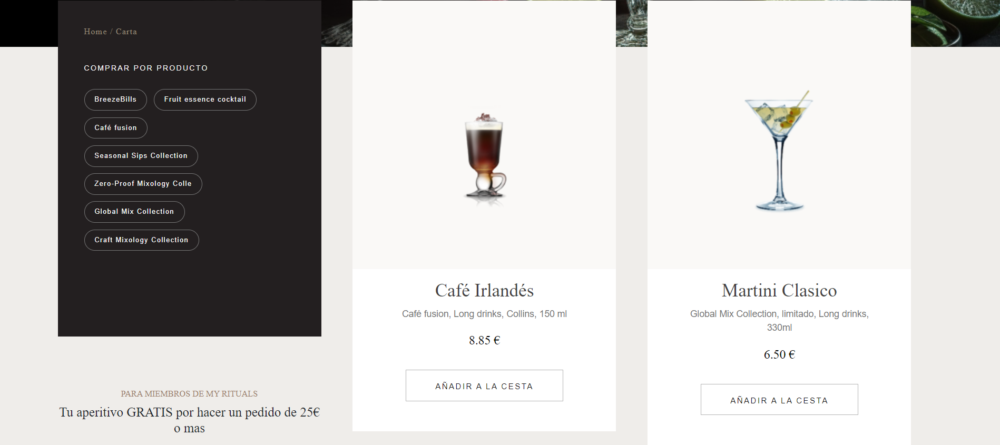 Home / Carta
COMPRAR POR PRODUCTO
BreezeBills
Fruit essence cocktail
Café fusion
Seasonal Sips Collection
Zero-Proof Mixology Colle
Global Mix Collection
Craft Mixology Collection
PARA MIEMBROS DE MY RITUALS
Tu aperitivo GRATIS por hacer un pedido de 25€
o mas
Café Irlandés
Café fusion, Long drinks, Collins, 150 ml
8.85 €
AÑADIR A LA CESTA
Martini Clasico
Global Mix Collection, limitado, Long drinks,
330ml
6.50 €
AÑADIR A LA CESTA